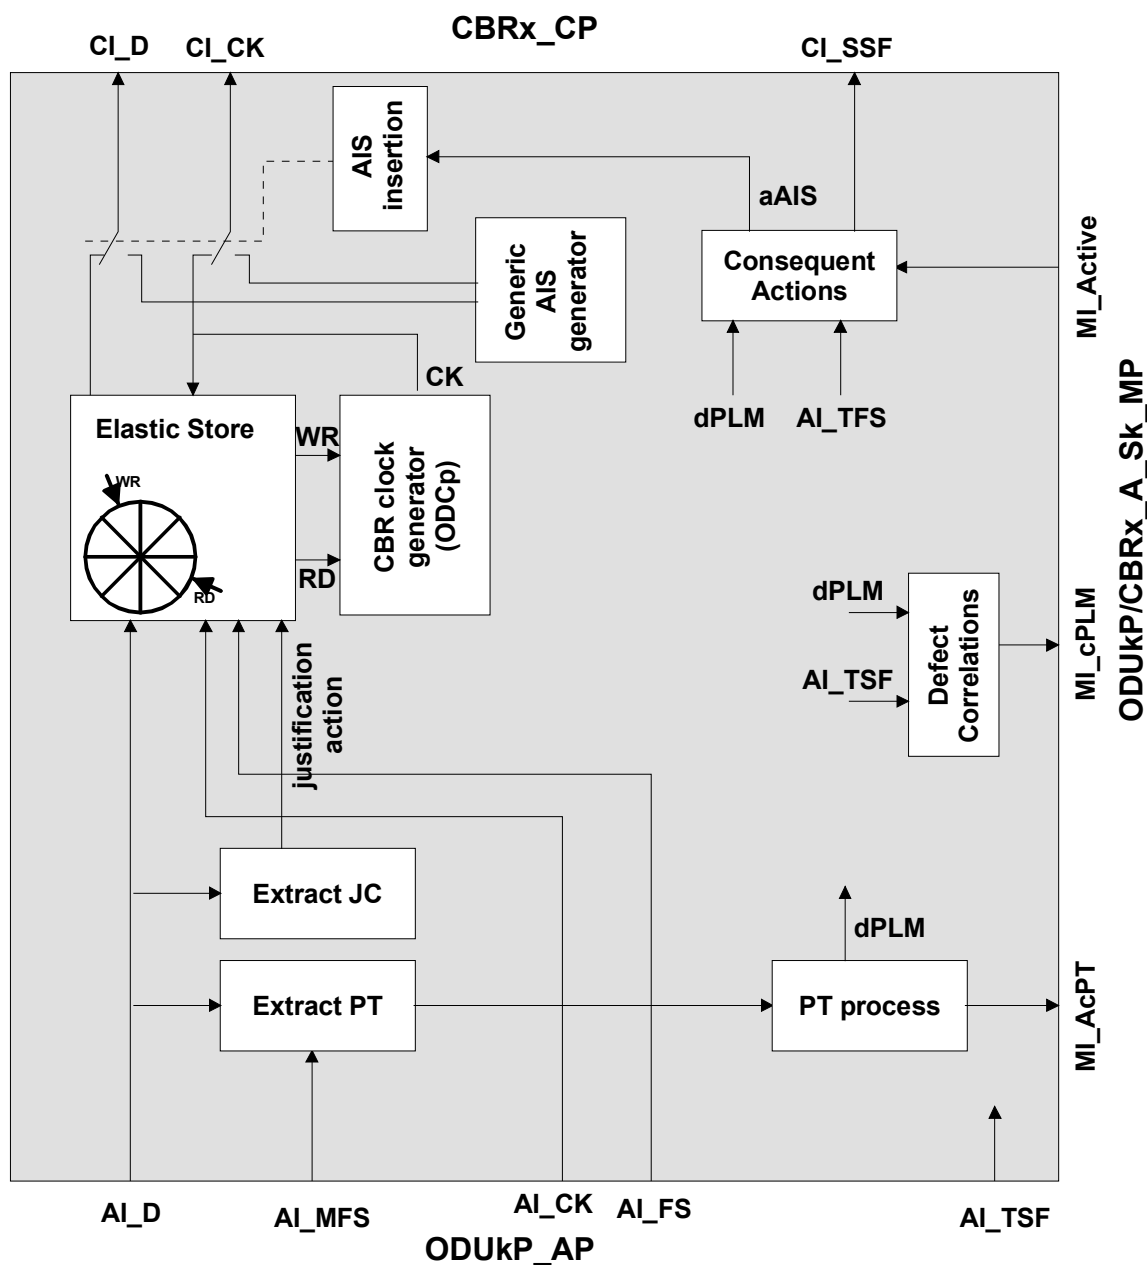 CBRx_CP
CI_D
CI_CK
CI_SSF
AIS
insertion
aAIS
Generic
AIS
generator
Consequent
Actions
MI_Active
CK
dPLM
AI_TFS
Elastic Store
WR
WR
CBR clock
generator
(ODCp)
RD
RD
dPLM
AI_TSF
Defect
Correlations
MI_cPLM
ODUkP/CBRx_A_Sk_MP
justification
action
Extract JC
dPLM
Extract PT
PT process
MI_AcPT
AI_D
AI_MFS
AI_CK
AI_FS
AI_TSF
ODUkP_AP